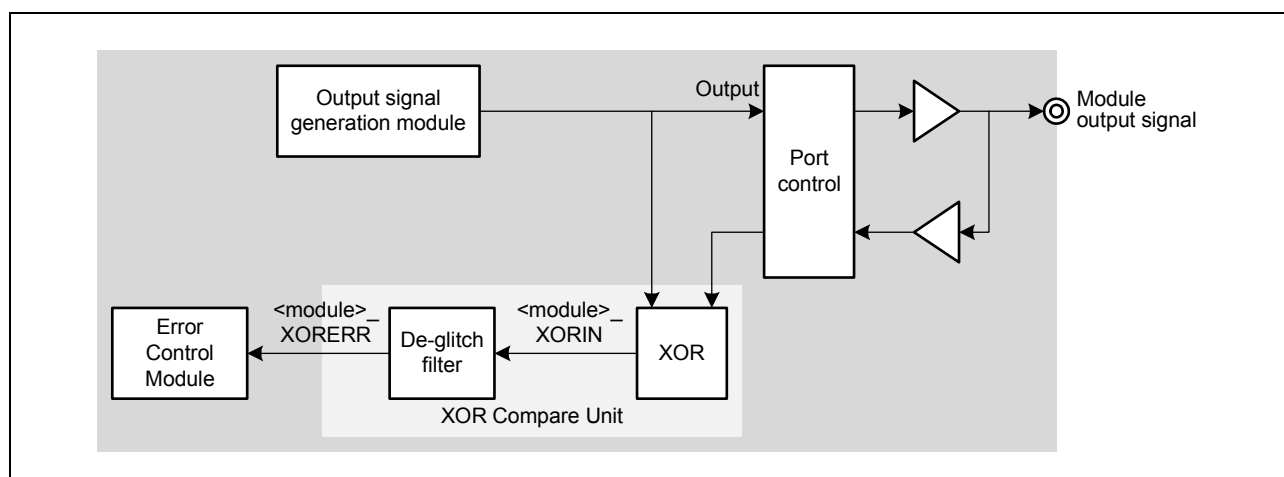 Output signal
generation module
Output
Port
control
Module
output signal
Error
Control
Module
<module>_
XORERR
De-glitch
filter
<module>_
XORIN
XOR
XOR Compare Unit